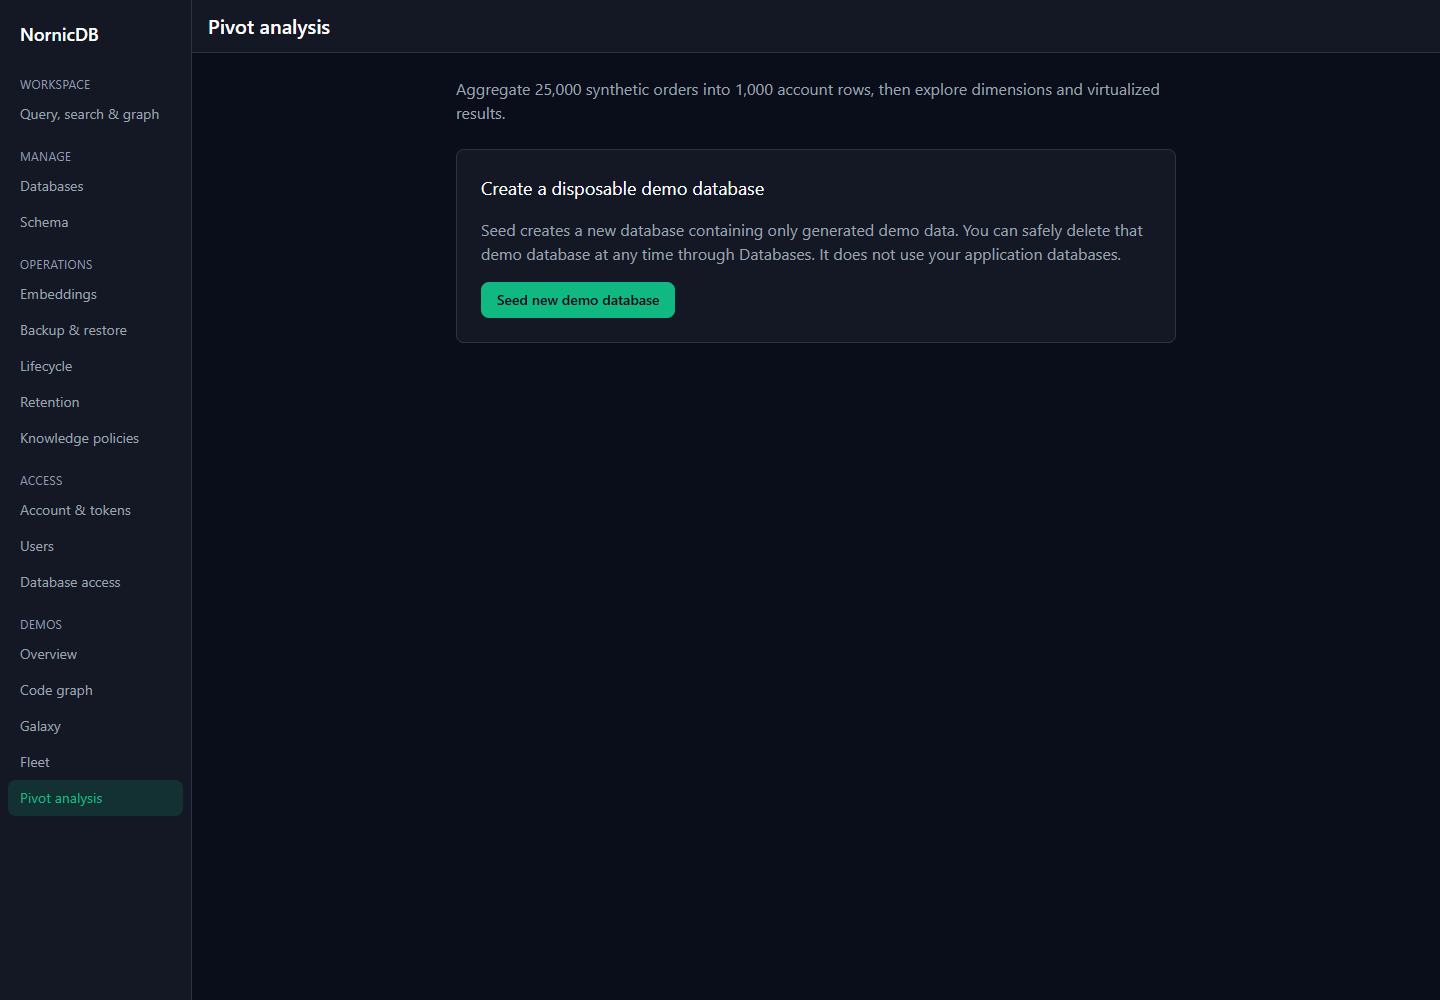 NornicDB
WORKSPACE
Query, search & graph
MANAGE
Databases
Schema
OPERATIONS
Embeddings
Backup & restore
Lifecycle
Retention
Knowledge policies
ACCESS
Account & tokens
Users
Database access
DEMOS
Overview
Code graph
Galaxy
Fleet
Pivot analysis
Pivot analysis
Aggregate 25,000 synthetic orders into 1,000 account rows, then explore dimensions and virtualized
results.
Create a disposable demo database
Seed creates a new database containing only generated demo data. You can safely delete that
demo database at any time through Databases. It does not use your application databases.
Seed new demo database